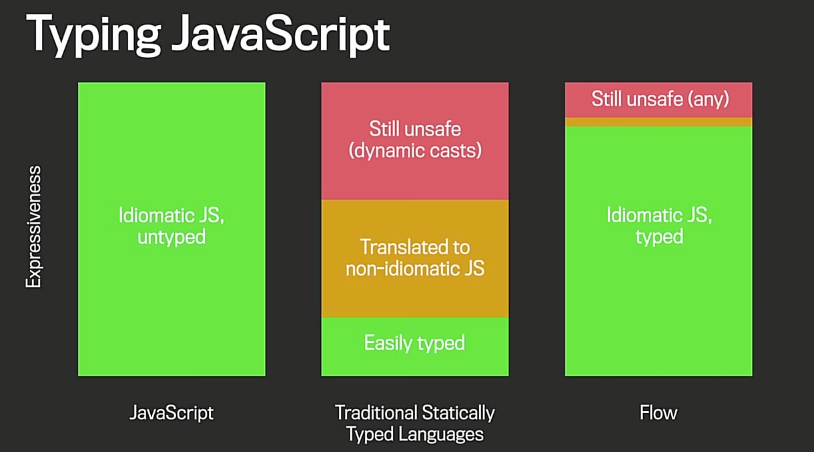 Typing JavaScript
Expressiveness
Idiomatic JS,
untyped
JavaScript
Still unsafe
(dynamic casts)
Translated to
non-idiomatic JS
Easily typed
Traditional Statically
Typed Languages
Still unsafe (any)
Idiomatic JS,
typed
Flow